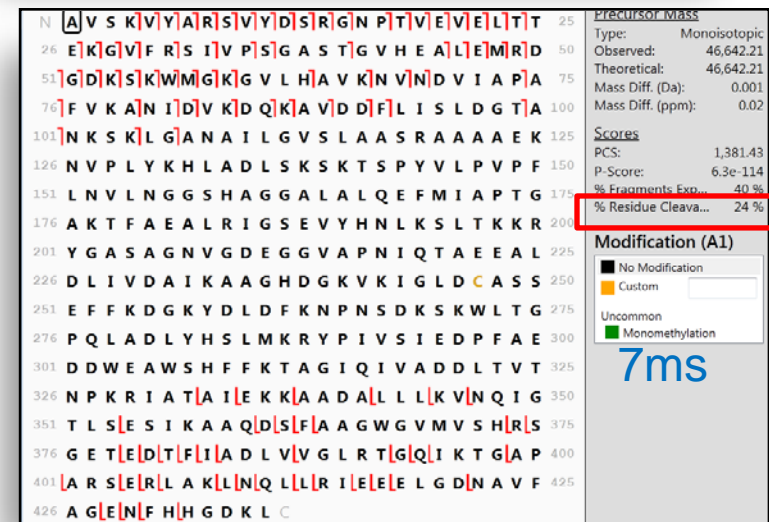 N A V S K V Y A R S V Y D S R G N P T V E V E L T T 25
26 E K G V F R S I V P S G A S T G V H E A L E M R D 50
51 G D K S K W M G K G V L H A V K N V N D V I A P A 75
76 F V K A N I D V K D Q K A V D D F L I S L D G T A 100
101 N K S K L G A N A I L G V S L A A S R A A A A E K 125
126 N V P L Y K H L A D L S K S K T S P Y V L P V P F 150
151 L N V L N G G S H A G G A L A L Q E F M I A P T G 175
176 A K T F A E A L R I G S E V Y H N L K S L T K K R 200
201 Y G A S A G N V G D E G G V A P N I Q T A E E A L 225
226 D L I V D A I K A A G H D G K V K I G L D C A S S 250
251 E F F K D G K Y D L D F K N P N S D K S K W L T G 275
276 P Q L A D L Y H S L M K R Y P I V S I E D P F A E 300
301 D D W E A W S H F F K T A G I Q I V A D D L T V T 325
326 N P K R I A T A I E K K A A D A L L L K V N Q I G 350
351 T L S E S I K A A Q D S F A A G W G V M V S H R S 375
376 G E T E D T F I A D L V V G L R T G Q I K T G A P 400
401 A R S E R L A K L N Q L L R I E E E L G D N A V F 425
426 A G E N F H H G D K L C
Precursor Mass
Type: Monoisotopic
Observed: 46,642.21
Theoretical: 46,642.21
Mass Diff. (Da): 0.001
Mass Diff. (ppm): 0.02
Scores
PCS: 1,381.43
P-Score: 6.3e-114
% Fragments Exp... 40 %
% Residue Cleava... 24 %
Modification (A1)
No Modification
Custom
Uncommon
Monomethylation
7ms